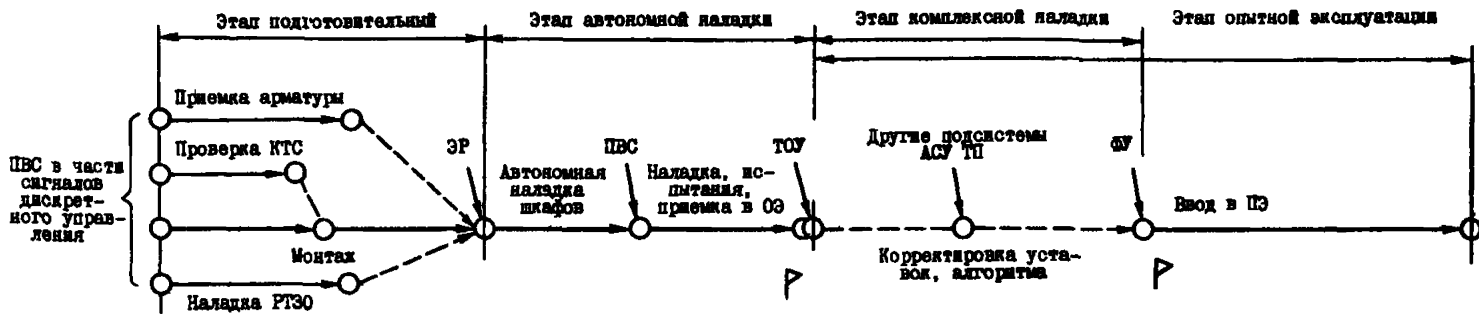 Этап подготовительный
Этап автономной наладки
Этап комплексной наладки
Этап опытной эксплуатации
ПВС в части
сигналов
дискрет-
ного управ-
ления
Приемка арматуры
Проверка КТС
Монтаж
Наладка РТЗО
ЭР
Автономная
наладка
шкафов
ПВС
Наладка, ис-
пытания,
приемка в ОЭ
ТОУ
Другие подсистемы
АСУ ТП
Корректировка уста-
вок, алгоритма
ФУ
Ввод в ПЭ